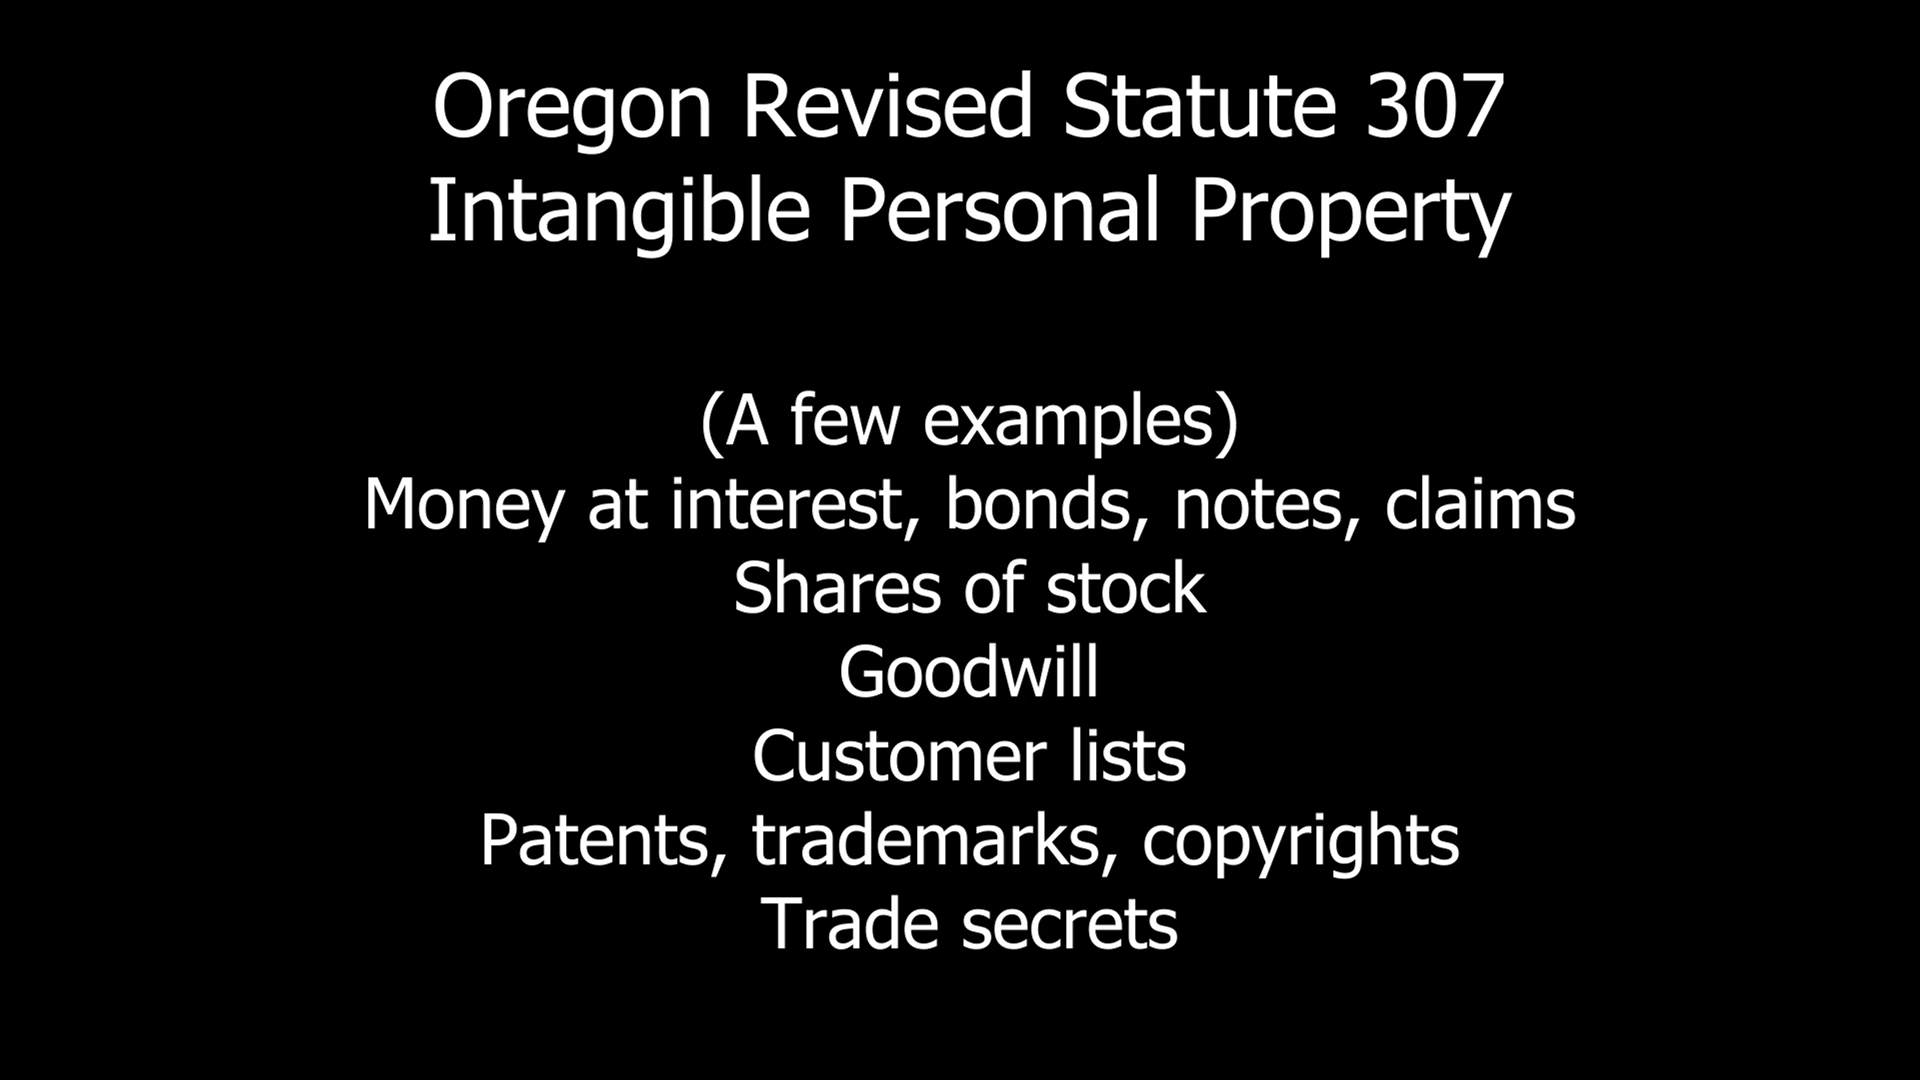 Oregon Revised Statute 307
Intangible Personal Property
(A few examples)
Money at interest, bonds, notes, claims
Shares of stock
Goodwill
Customer lists
Patents, trademarks, copyrights
Trade secrets